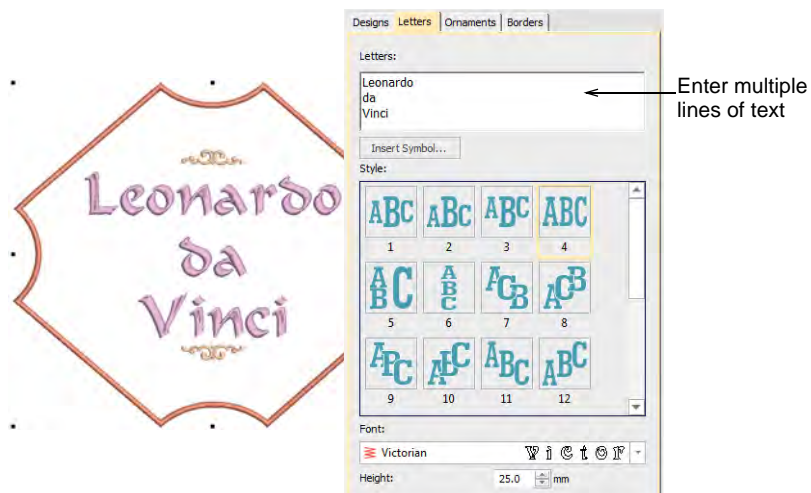 Designs Letters Ornaments Borders
Letters:
Leonardo
da
Vinci
Enter multiple
lines of text
Insert Symbol...
Style:
ABC ABC ABC ABC
1 2 3 4
ABC ABC ACB ACB
5 6 7 8
ABC ABC ABC ABC
9 10 11 12
Font:
Victorian Victor
Height: 25.0 mm
Leonardo
da
Vinci